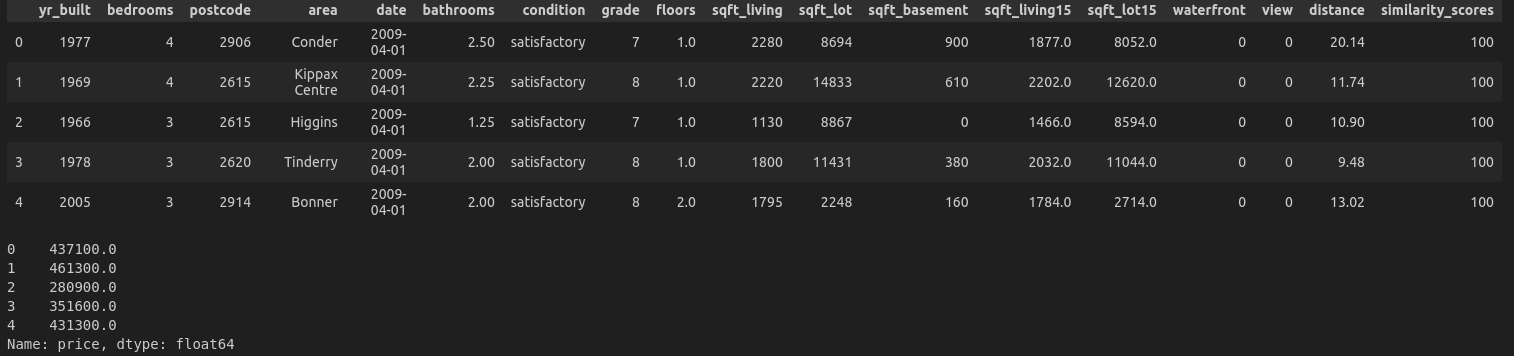 yr_built bedrooms postcode area date bathrooms condition grade floors sqft_living sqft_lot sqft_basement sqft_living15 sqft_lot15 waterfront view distance similarity_scores
0 1977 4 2906 Conder 2009-04-01 2.50 satisfactory 7 1.0 2280 8694 900 1877.0 8052.0 0 0 20.14 100
1 1969 4 2615 Kippax Centre 2009-04-01 2.25 satisfactory 8 1.0 2220 14833 610 2202.0 12620.0 0 0 11.74 100
2 1966 3 2615 Higgins 2009-04-01 1.25 satisfactory 7 1.0 1130 8867 0 1466.0 8594.0 0 0 10.90 100
3 1978 3 2620 Tinderry 2009-04-01 2.00 satisfactory 8 1.0 1800 11431 380 2032.0 11044.0 0 0 9.48 100
4 2005 3 2914 Bonner 2009-04-01 2.00 satisfactory 8 2.0 1795 2248 160 1784.0 2714.0 0 0 13.02 100
0 437100.0
1 461300.0
2 280900.0
3 351600.0
4 431300.0
Name: price, dtype: float64